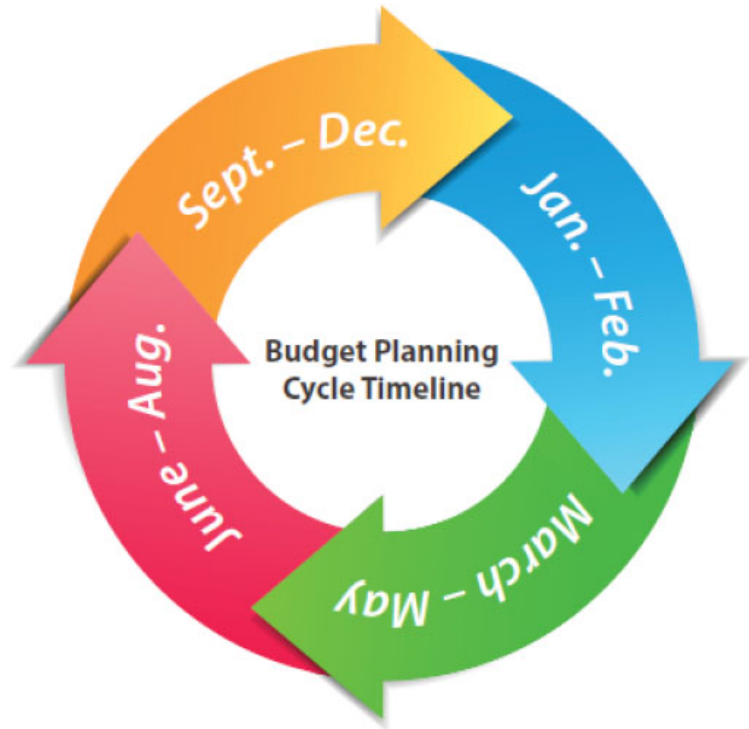 Sept. – Dec.
Jan. – Feb.
Budget Planning
Cycle Timeline
June – Aug.
March – May